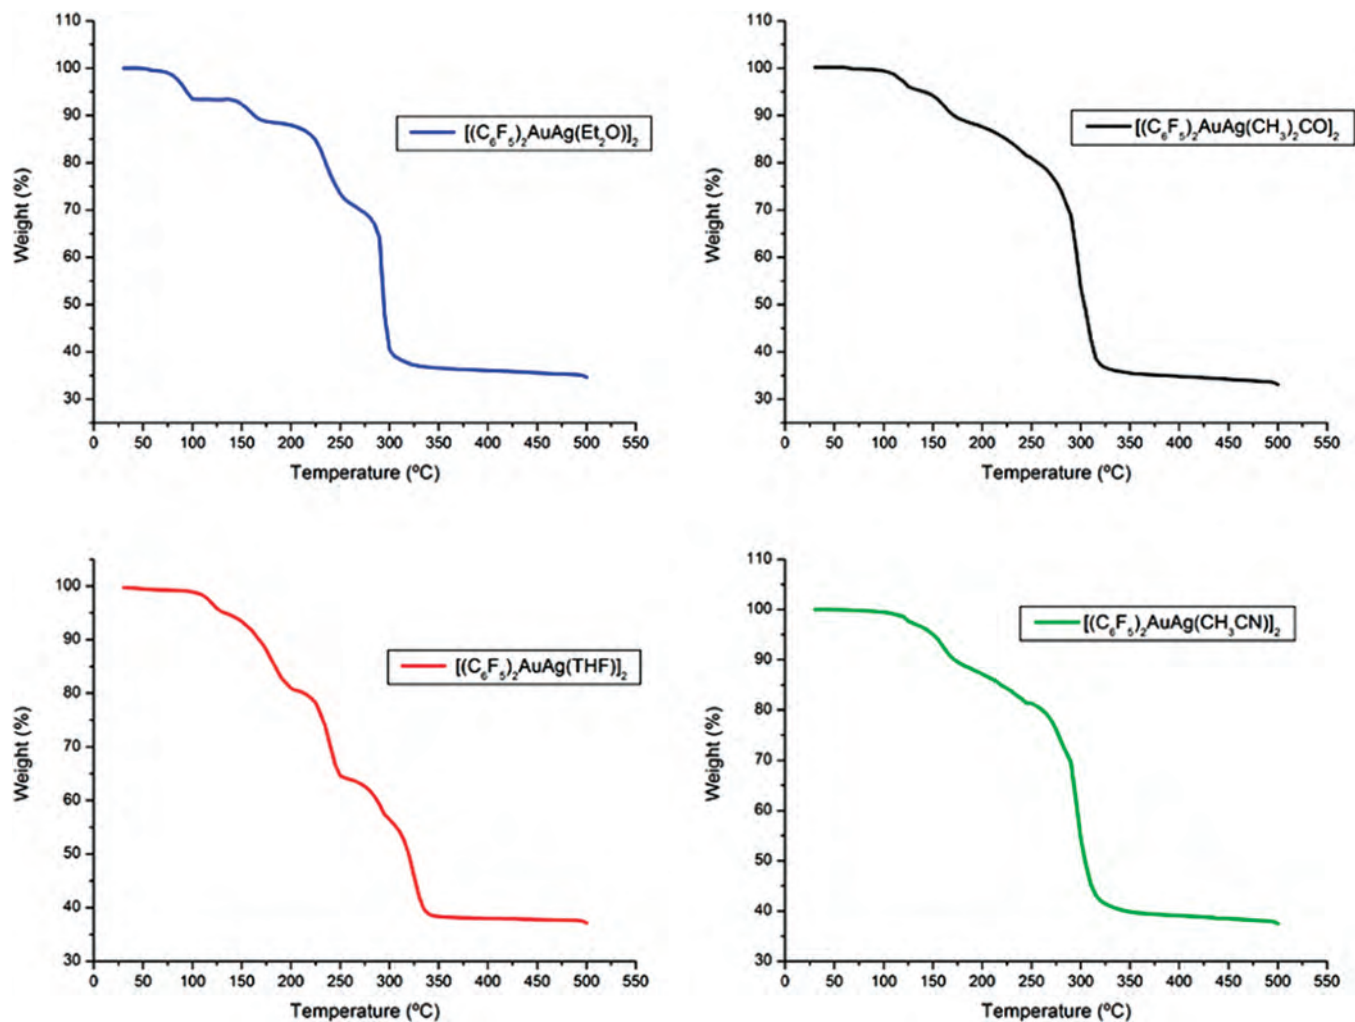 110
100
90
80
70
60
50
40
30
Weight (%)
[(C₆F₅)₂AuAg(Et₂O)]₂
0 50 100 150 200 250 300 350 400 450 500 550
Temperature (ºC)
110
100
90
80
70
60
50
40
30
Weight (%)
[(C₆F₅)₂AuAg(CH₃)₂CO]₂
0 50 100 150 200 250 300 350 400 450 500 550
Temperature (ºC)
100
90
80
70
60
50
40
30
Weight (%)
[(C₆F₅)₂AuAg(THF)]₂
0 50 100 150 200 250 300 350 400 450 500 550
Temperature (ºC)
110
100
90
80
70
60
50
40
30
Weight (%)
[(C₆F₅)₂AuAg(CH₃CN)]₂
0 50 100 150 200 250 300 350 400 450 500 550
Temperature (ºC)